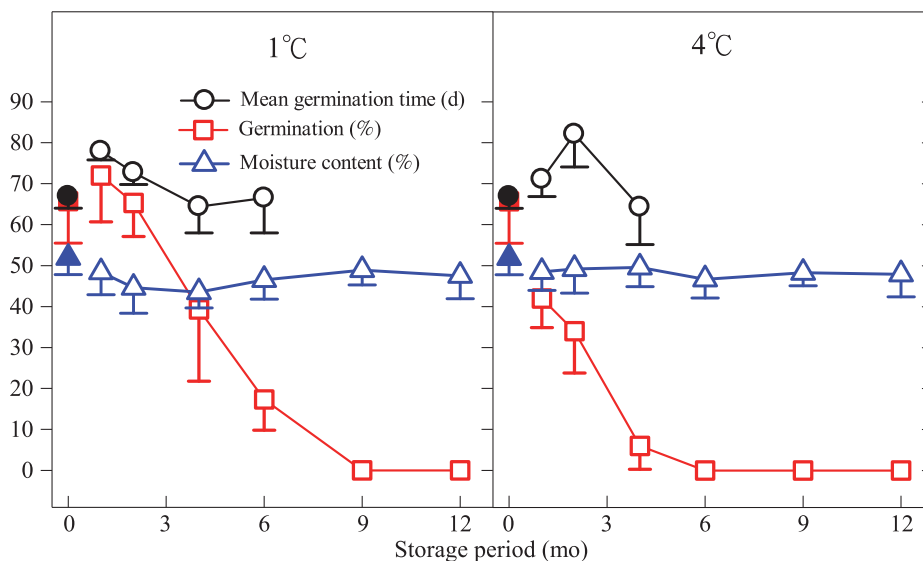 1℃
4℃
Mean germination time (d)
Germination (%)
Moisture content (%)
90
80
70
60
50
40
30
20
10
0
0 3 6 9 12 0 3 6 9 12
Storage period (mo)